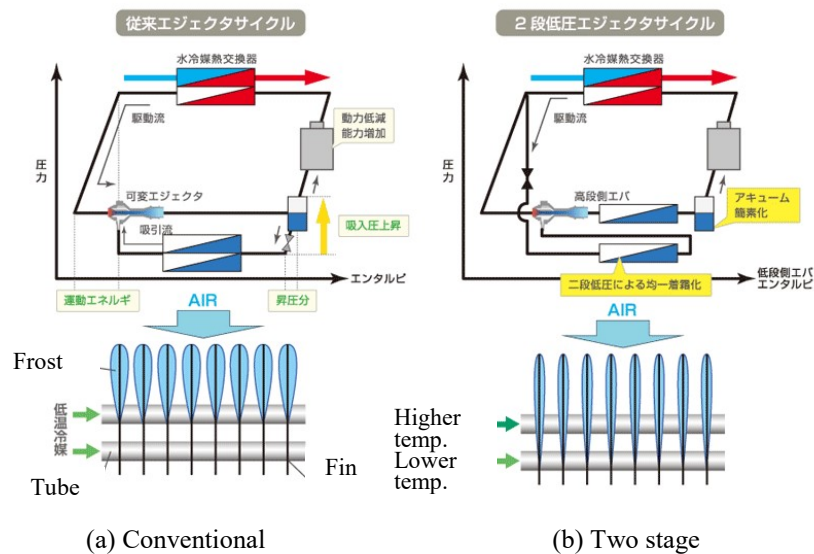 従来エジェクタサイクル
水冷媒熱交換器
駆動流
動力低減
能力増加
圧力
可変エジェクタ
吸引流
吸入圧上昇
エンタルピ
運動エネルギ
昇圧分
AIR
Frost
低温冷媒
Tube
Fin
(a) Conventional
2段低圧エジェクタサイクル
水冷媒熱交換器
駆動流
圧力
高段側エバ
アキューム
簡素化
二段低圧による均一着霜化
低段側エバ
エンタルピ
AIR
Higher
temp.
Lower
temp.
(b) Two stage